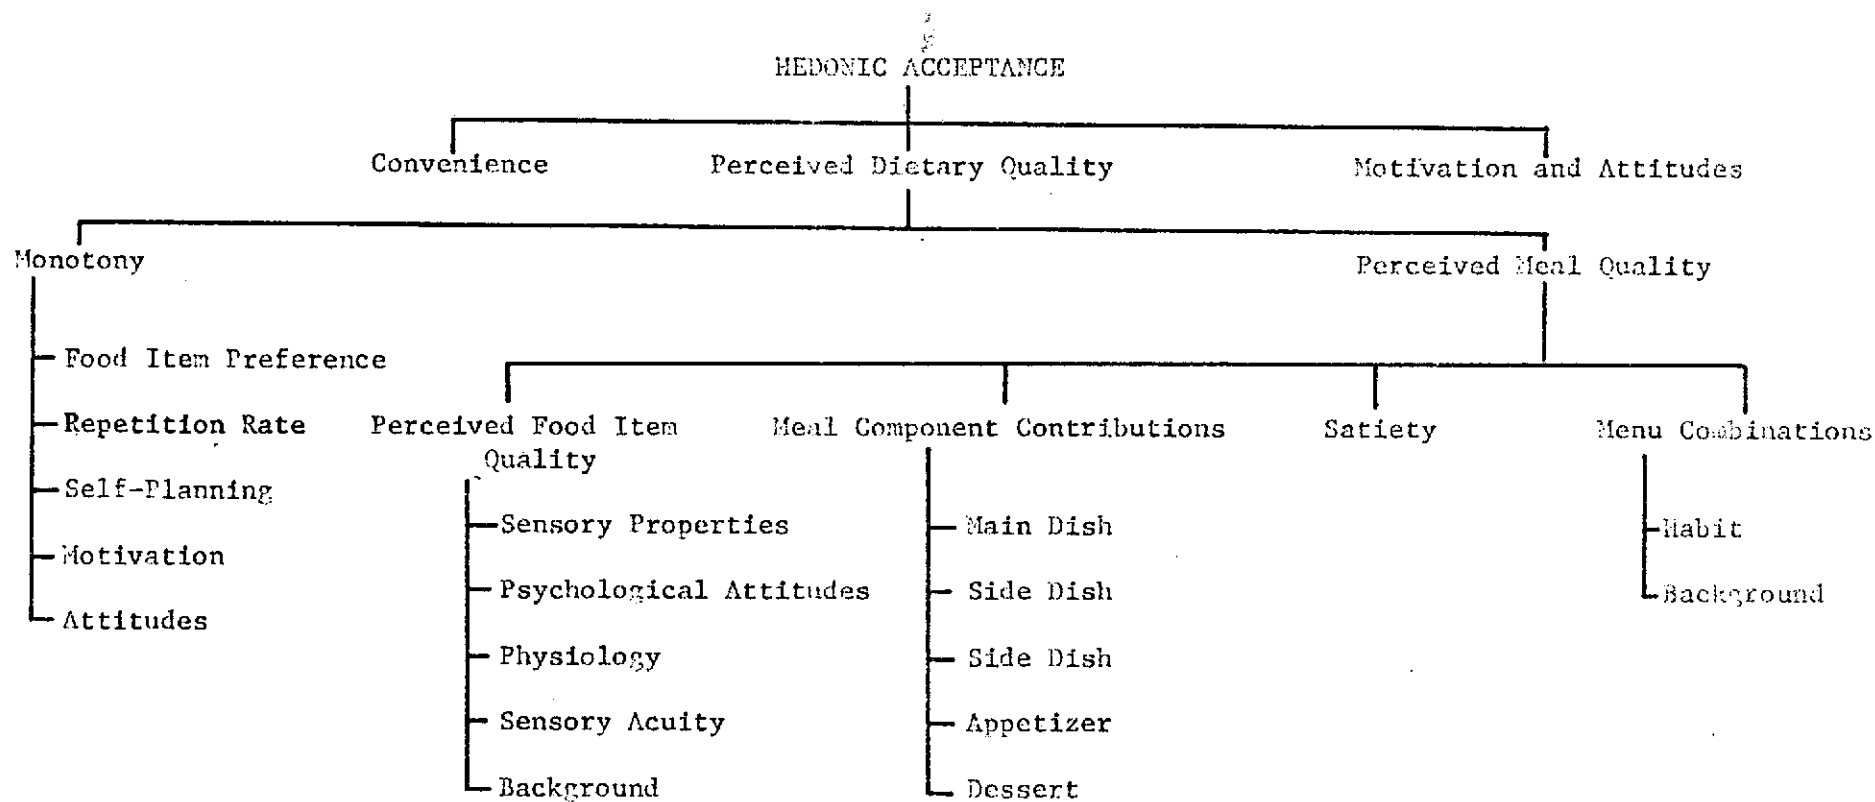 HEDONIC ACCEPTANCE
Convenience
Perceived Dietary Quality
Motivation and Attitudes
Monotony
Perceived Meal Quality
Food Item Preference
Repetition Rate
Self-Planning
Motivation
Attitudes
Perceived Food Item
Quality
Sensory Properties
Psychological Attitudes
Physiology
Sensory Acuity
Background
Meal Component Contributions
Main Dish
Side Dish
Side Dish
Appetizer
Dessert
Satiety
Menu Combinations
Habit
Background